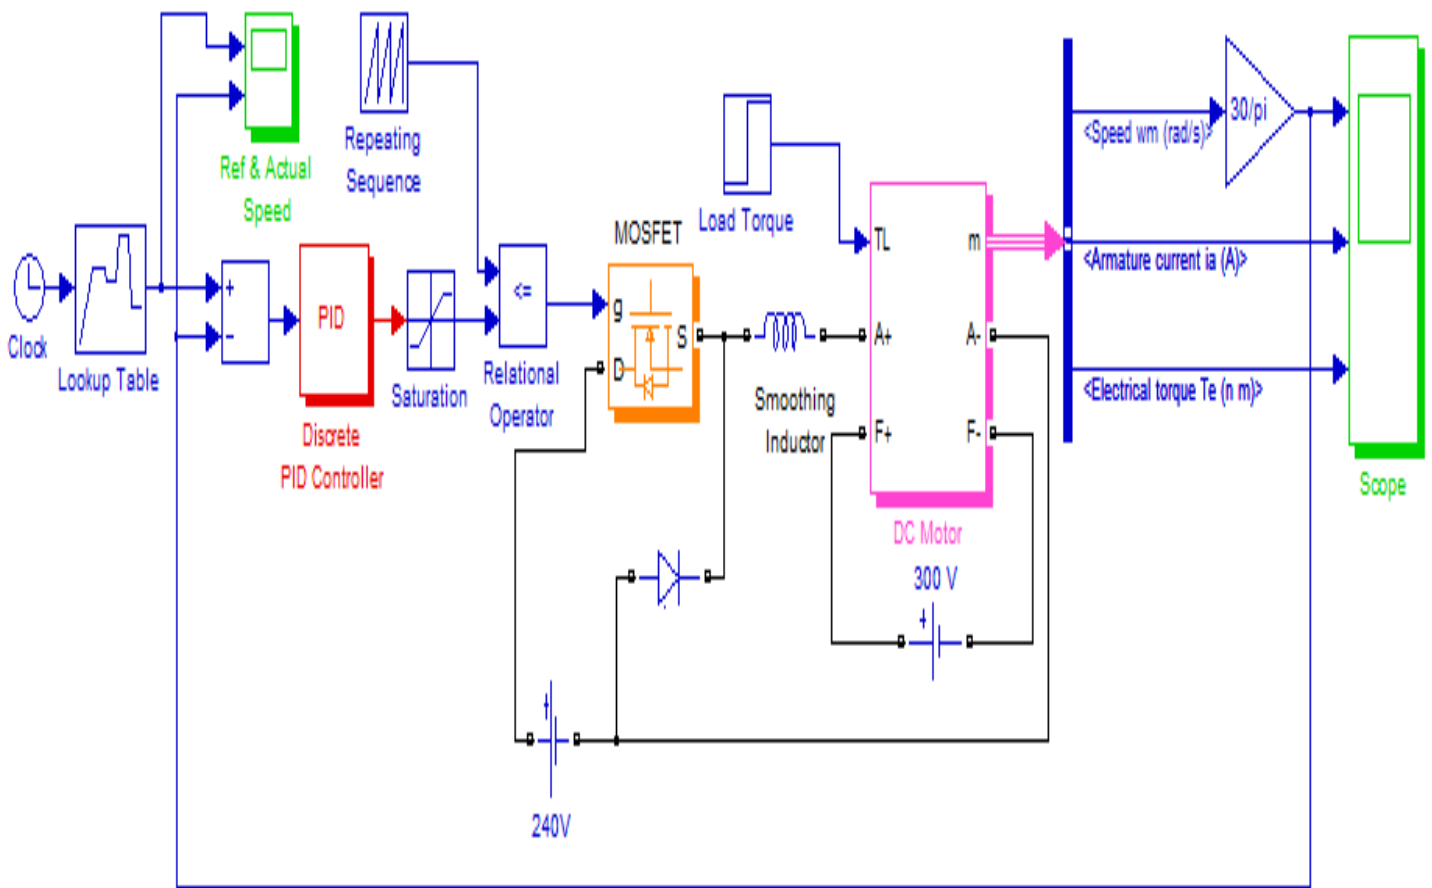 Ref & Actual
Speed
Repeating
Sequence
Clock
Lookup Table
+
−
PID
Discrete
PID Controller
Saturation
<=
Relational
Operator
MOSFET
g
D
S
Load Torque
Smoothing
Inductor
TL
m
A+
A-
F+
F-
DC Motor
300 V
+
+
240V
<Speed wm (rad/s)>
30/pi
<Armature current ia (A)>
<Electrical torque Te (n m)>
Scope